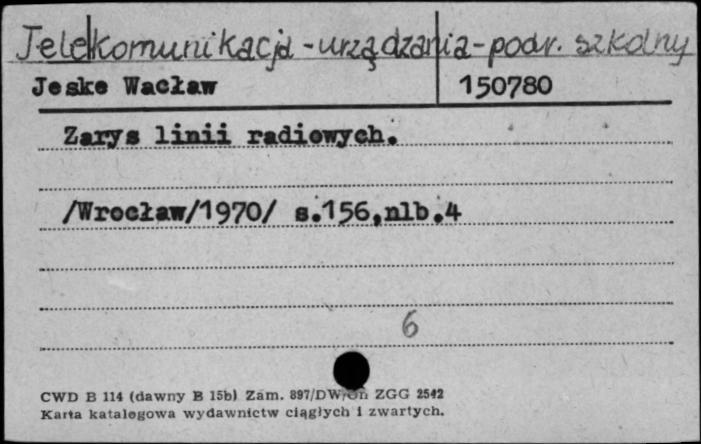 Telekomunikacja - urządzania - podr. szkolny
Jeske Wacław 150780
Zarys linii radiowych.
/Wrocław/1970/ s.156,nlb.4
6
CWD B 114 (dawny B 15b) Zam. 897/DW/On ZGG 2542
Karta katalogowa wydawnictw ciągłych i zwartych.